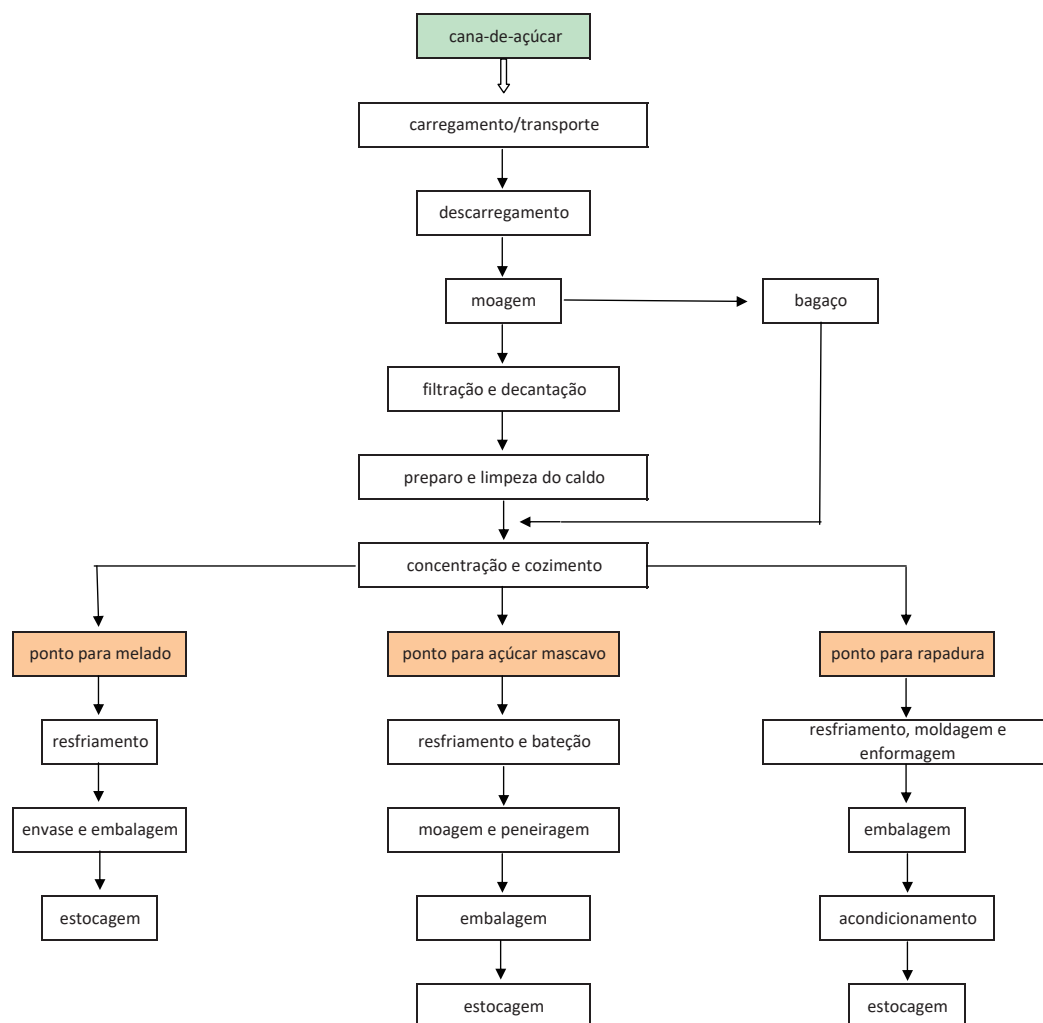 cana-de-açúcar
carregamento/transporte
descarregamento
moagem
bagaço
filtração e decantação
preparo e limpeza do caldo
concentração e cozimento
ponto para melado
ponto para açúcar mascavo
ponto para rapadura
resfriamento
resfriamento e bateção
resfriamento, moldagem e
enformagem
envase e embalagem
moagem e peneiragem
embalagem
estocagem
embalagem
acondicionamento
estocagem
estocagem